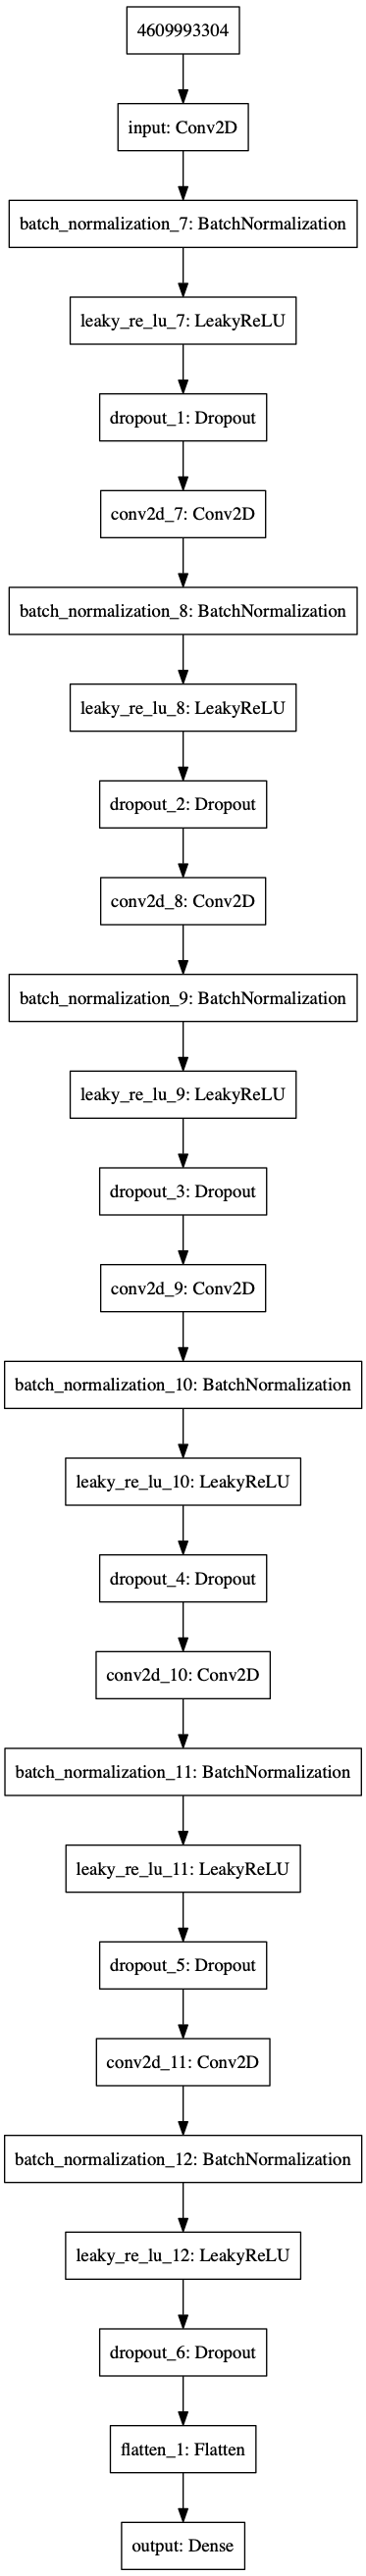 4609993304
input: Conv2D
batch_normalization_7: BatchNormalization
leaky_re_lu_7: LeakyReLU
dropout_1: Dropout
conv2d_7: Conv2D
batch_normalization_8: BatchNormalization
leaky_re_lu_8: LeakyReLU
dropout_2: Dropout
conv2d_8: Conv2D
batch_normalization_9: BatchNormalization
leaky_re_lu_9: LeakyReLU
dropout_3: Dropout
conv2d_9: Conv2D
batch_normalization_10: BatchNormalization
leaky_re_lu_10: LeakyReLU
dropout_4: Dropout
conv2d_10: Conv2D
batch_normalization_11: BatchNormalization
leaky_re_lu_11: LeakyReLU
dropout_5: Dropout
conv2d_11: Conv2D
batch_normalization_12: BatchNormalization
leaky_re_lu_12: LeakyReLU
dropout_6: Dropout
flatten_1: Flatten
output: Dense